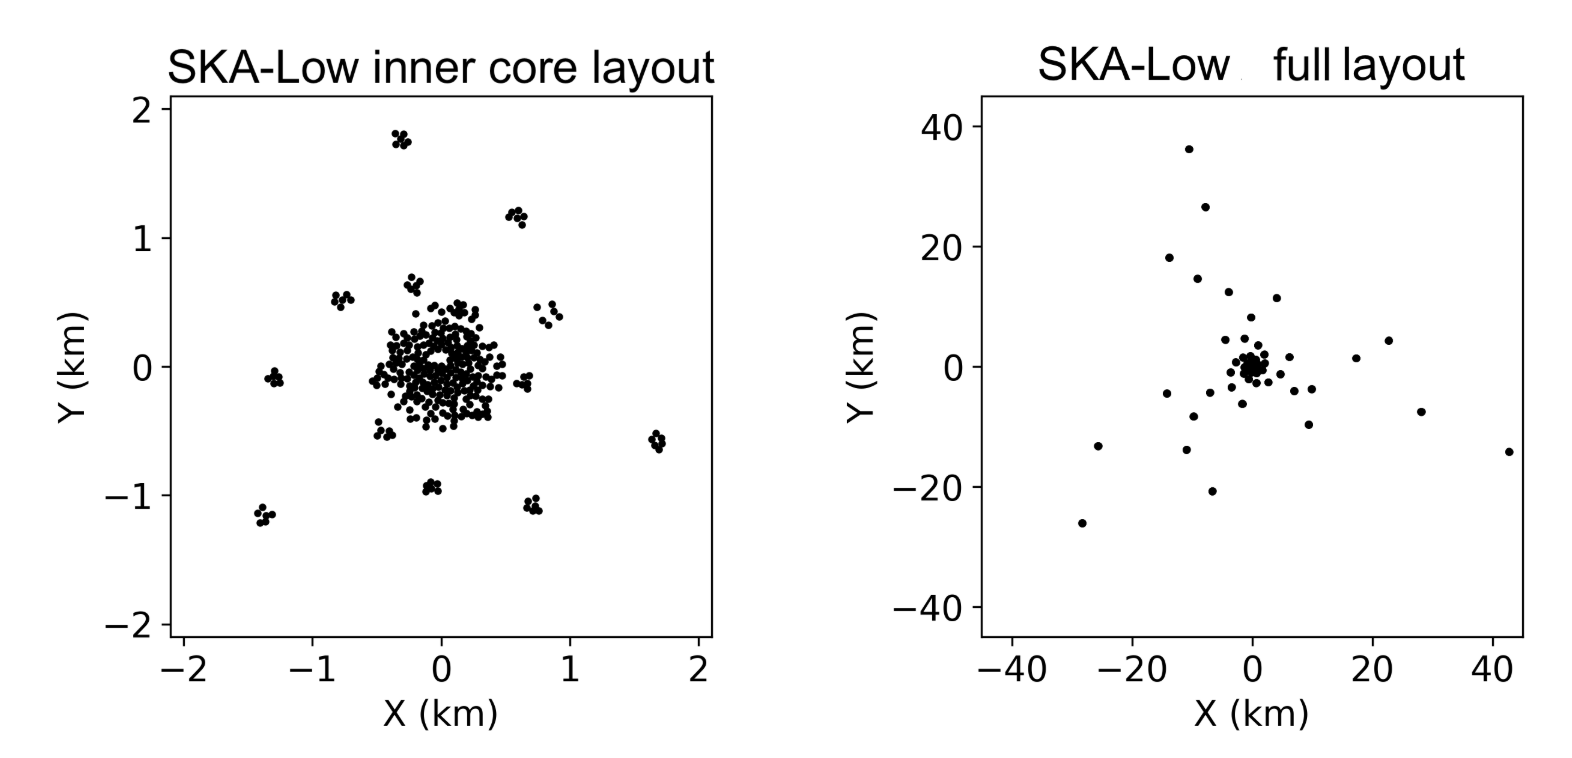 SKA-Low inner core layout
2
1
0
−1
−2
Y (km)
−2 −1 0 1 2
X (km)
SKA-Low full layout
40
20
0
−20
−40
Y (km)
−40 −20 0 20 40
X (km)